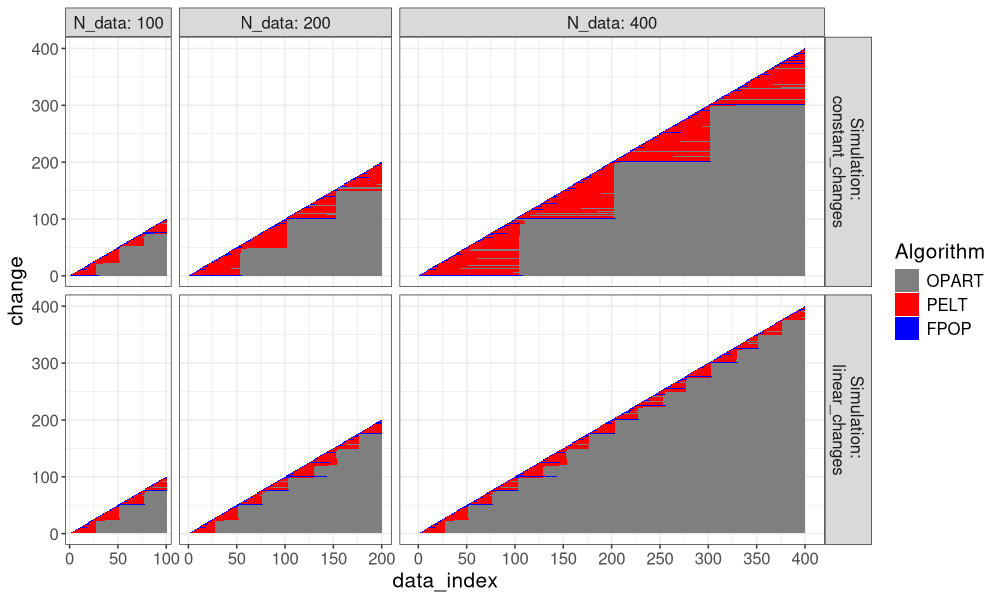 N_data: 100
N_data: 200
N_data: 400
change
400
300
200
100
0
Simulation:
constant_changes
400
300
200
100
0
Simulation:
linear_changes
0 50 100
0 50 100 150 200
0 50 100 150 200 250 300 350 400
data_index
Algorithm
OPART
PELT
FPOP